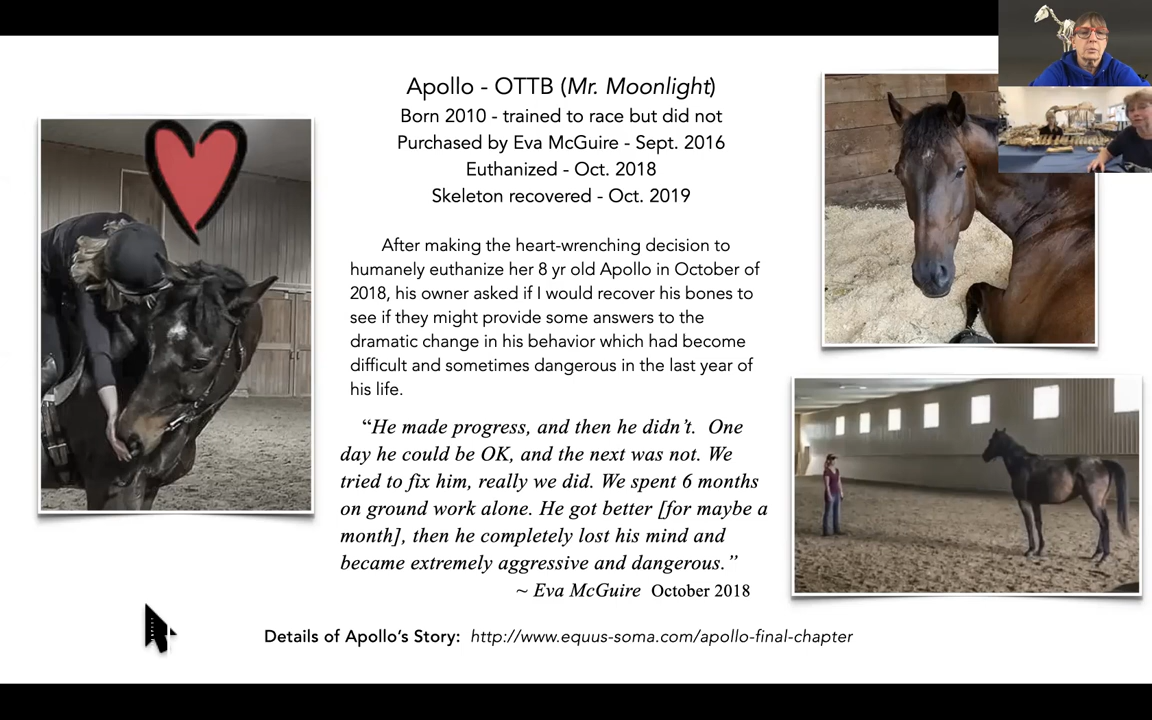 Apollo - OTTB (Mr. Moonlight)
Born 2010 - trained to race but did not
Purchased by Eva McGuire - Sept. 2016
Euthanized - Oct. 2018
Skeleton recovered - Oct. 2019
After making the heart-wrenching decision to
humanely euthanize her 8 yr old Apollo in October of
2018, his owner asked if I would recover his bones to
see if they might provide some answers to the
dramatic change in his behavior which had become
difficult and sometimes dangerous in the last year of
his life.
“He made progress, and then he didn’t. One
day he could be OK, and the next was not. We
tried to fix him, really we did. We spent 6 months
on ground work alone. He got better [for maybe a
month], then he completely lost his mind and
became extremely aggressive and dangerous.”
~ Eva McGuire October 2018
Details of Apollo’s Story: http://www.equus-soma.com/apollo-final-chapter